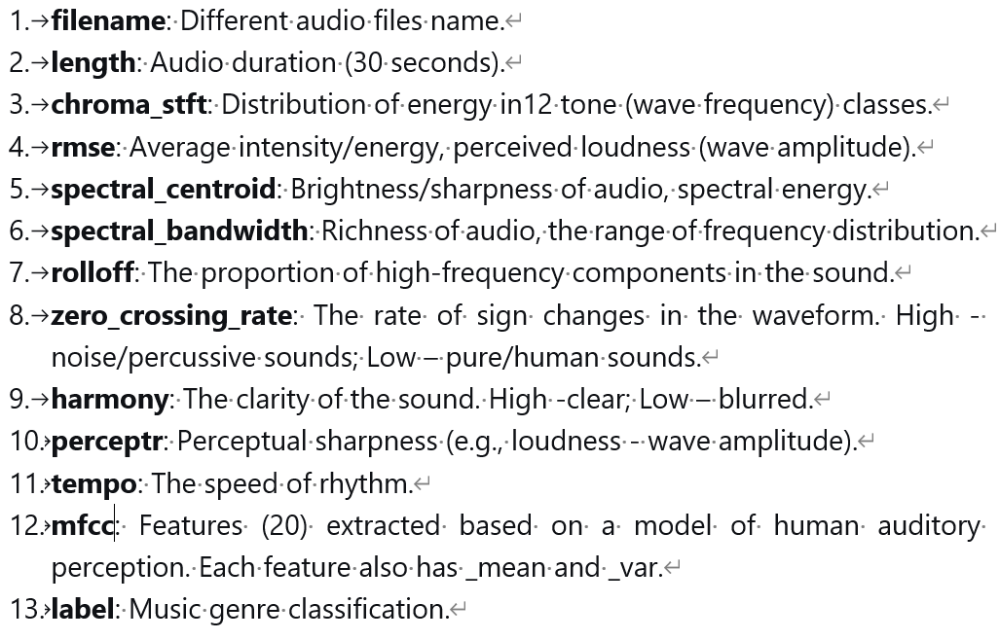 1. filename: Different audio files name.
2. length: Audio duration (30 seconds).
3. chroma_stft: Distribution of energy in12 tone (wave frequency) classes.
4. rmse: Average intensity/energy, perceived loudness (wave amplitude).
5. spectral_centroid: Brightness/sharpness of audio, spectral energy.
6. spectral_bandwidth: Richness of audio, the range of frequency distribution.
7. rolloff: The proportion of high-frequency components in the sound.
8. zero_crossing_rate: The rate of sign changes in the waveform. High -
noise/percussive sounds; Low – pure/human sounds.
9. harmony: The clarity of the sound. High -clear; Low – blurred.
10. perceptr: Perceptual sharpness (e.g., loudness - wave amplitude).
11. tempo: The speed of rhythm.
12. mfcc: Features (20) extracted based on a model of human auditory
perception. Each feature also has _mean and _var.
13. label: Music genre classification.